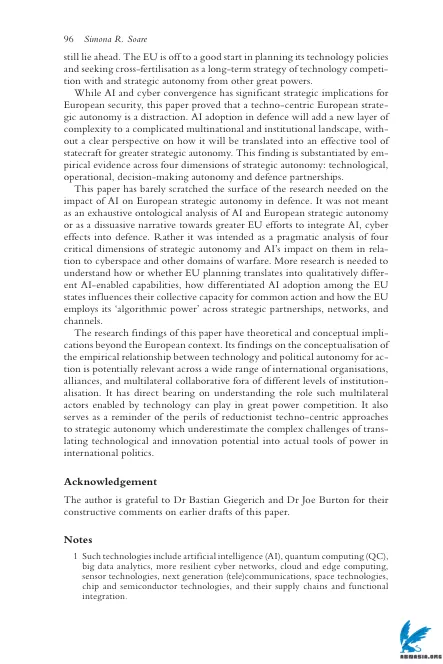 96 Simona R. Soare
still lie ahead. The EU is off to a good start in planning its technology policies
and seeking cross-fertilisation as a long-term strategy of technology competi-
tion with and strategic autonomy from other great powers.
While AI and cyber convergence has significant strategic implications for
European security, this paper proved that a techno-centric European strate-
gic autonomy is a distraction. AI adoption in defence will add a new layer of
complexity to a complicated multinational and institutional landscape, with-
out a clear perspective on how it will be translated into an effective tool of
statecraft for greater strategic autonomy. This finding is substantiated by em-
pirical evidence across four dimensions of strategic autonomy: technological,
operational, decision-making autonomy and defence partnerships.
This paper has barely scratched the surface of the research needed on the
impact of AI on European strategic autonomy in defence. It was not meant
as an exhaustive ontological analysis of AI and European strategic autonomy
or as a dissuasive narrative towards greater EU efforts to integrate AI, cyber
effects into defence. Rather it was intended as a pragmatic analysis of four
critical dimensions of strategic autonomy and AI's impact on them in rela-
tion to cyberspace and other domains of warfare. More research is needed to
understand how or whether EU planning translates into qualitatively differ-
ent AI-enabled capabilities, how differentiated AI adoption among the EU
states influences their collective capacity for common action and how the EU
employs its 'algorithmic power' across strategic partnerships, networks, and
channels.
The research findings of this paper have theoretical and conceptual impli-
cations beyond the European context. Its findings on the conceptualisation of
the empirical relationship between technology and political autonomy for ac-
tion is potentially relevant across a wide range of international organisations,
alliances, and multilateral collaborative fora of different levels of institution-
alisation. It has direct bearing on understanding the role such multilateral
actors enabled by technology can play in great power competition. It also
serves as a reminder of the perils of reductionist techno-centric approaches
to strategic autonomy which underestimate the complex challenges of trans-
lating technological and innovation potential into actual tools of power in
international politics.
Acknowledgement
The author is grateful to Dr Bastian Giegerich and Dr Joe Burton for their
constructive comments on earlier drafts of this paper.
Notes
1 Such technologies include artificial intelligence (AI), quantum computing (QC),
big data analytics, more resilient cyber networks, cloud and edge computing,
sensor technologies, next generation (tele)communications, space technologies,
chip and semiconductor technologies, and their supply chains and functional
integration.